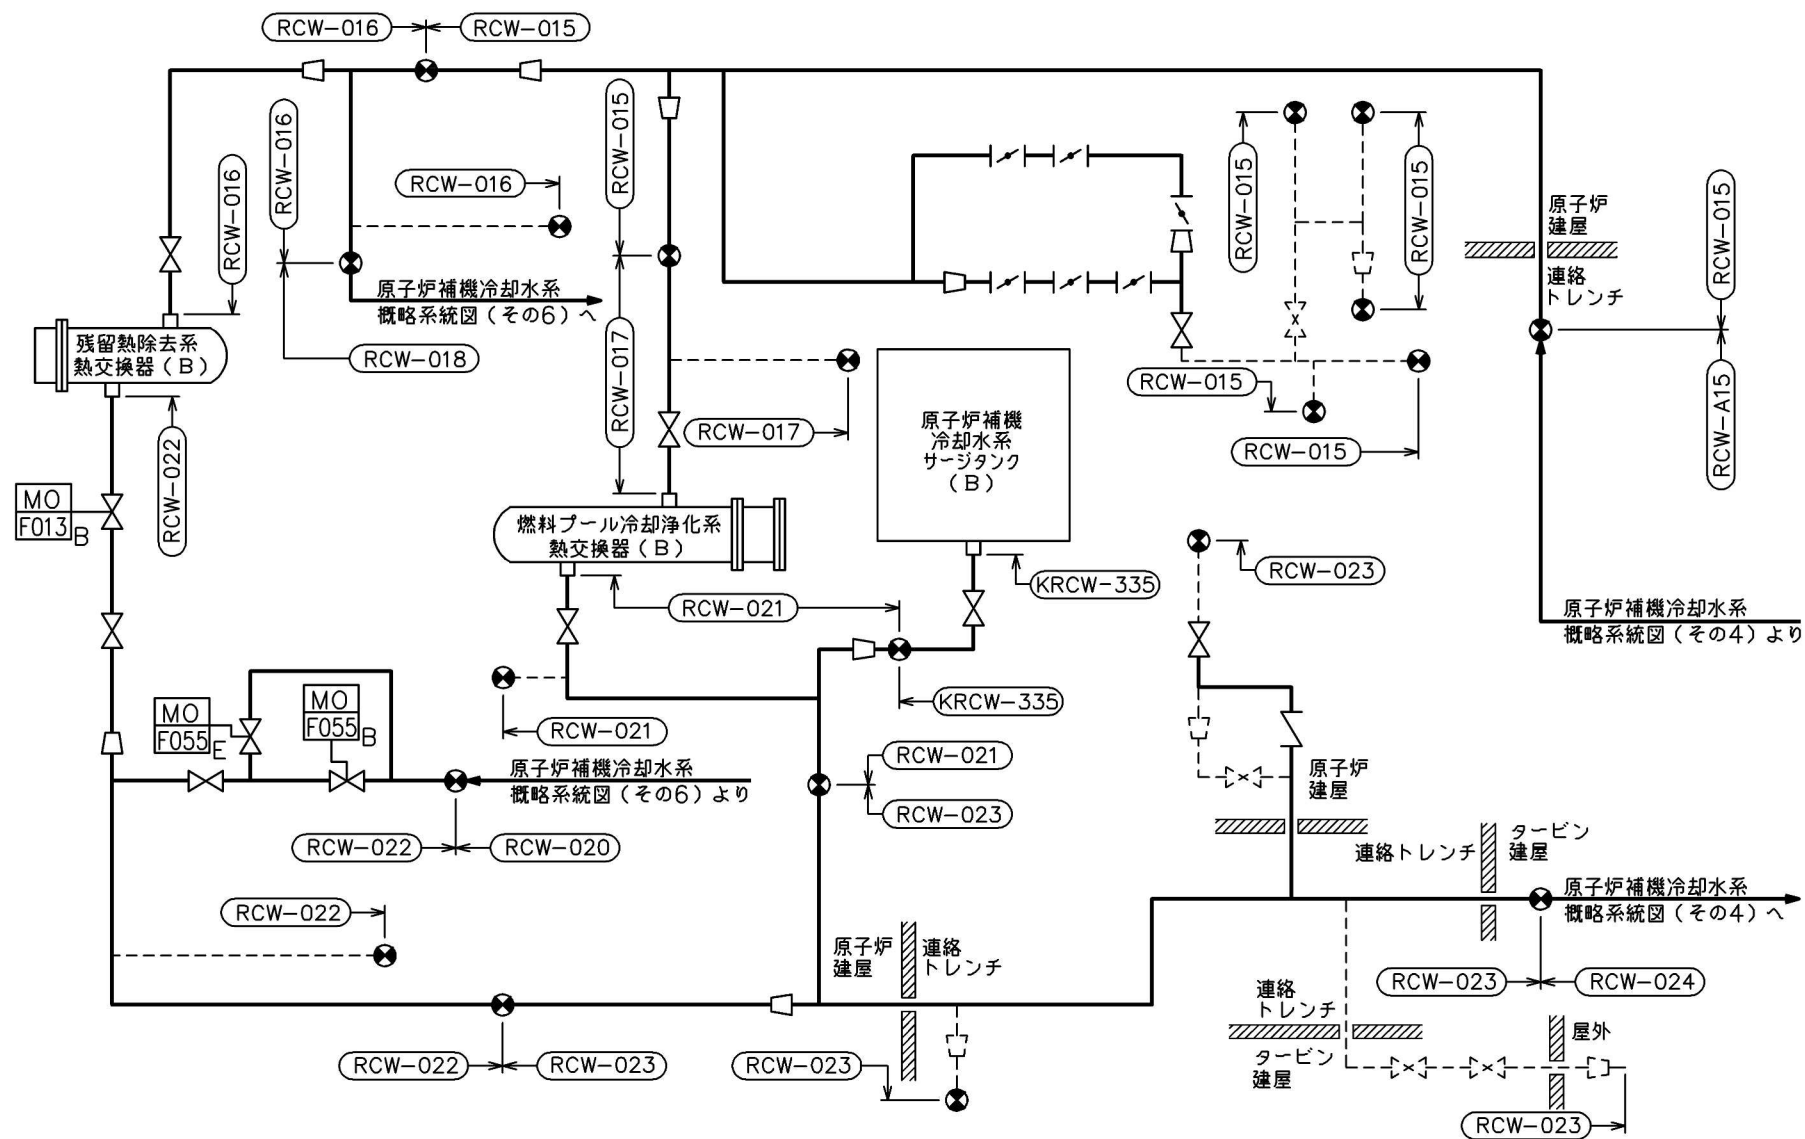 RCW-016
RCW-015
RCW-016
RCW-016
RCW-016
RCW-015
RCW-015
RCW-015
原子炉
建屋
連絡
トレンチ
RCW-015
RCW-A15
原子炉補機冷却水系
概略系統図(その6)へ
RCW-018
RCW-017
残留熱除去系
熱交換器(B)
RCW-022
RCW-017
原子炉補機
冷却水系
サージタンク
(B)
RCW-015
RCW-015
MO
F013
B
燃料プール冷却浄化系
熱交換器(B)
RCW-021
KRCW-335
RCW-023
原子炉補機冷却水系
概略系統図(その4)より
KRCW-335
MO
F055
E
MO
F055
B
RCW-021
原子炉補機冷却水系
概略系統図(その6)より
RCW-021
RCW-023
原子炉
建屋
RCW-022
RCW-020
連絡トレンチ
タービン
建屋
原子炉補機冷却水系
概略系統図(その4)へ
RCW-022
原子炉
建屋
連絡
トレンチ
RCW-023
RCW-024
連絡
トレンチ
タービン
建屋
屋外
RCW-022
RCW-023
RCW-023
RCW-023